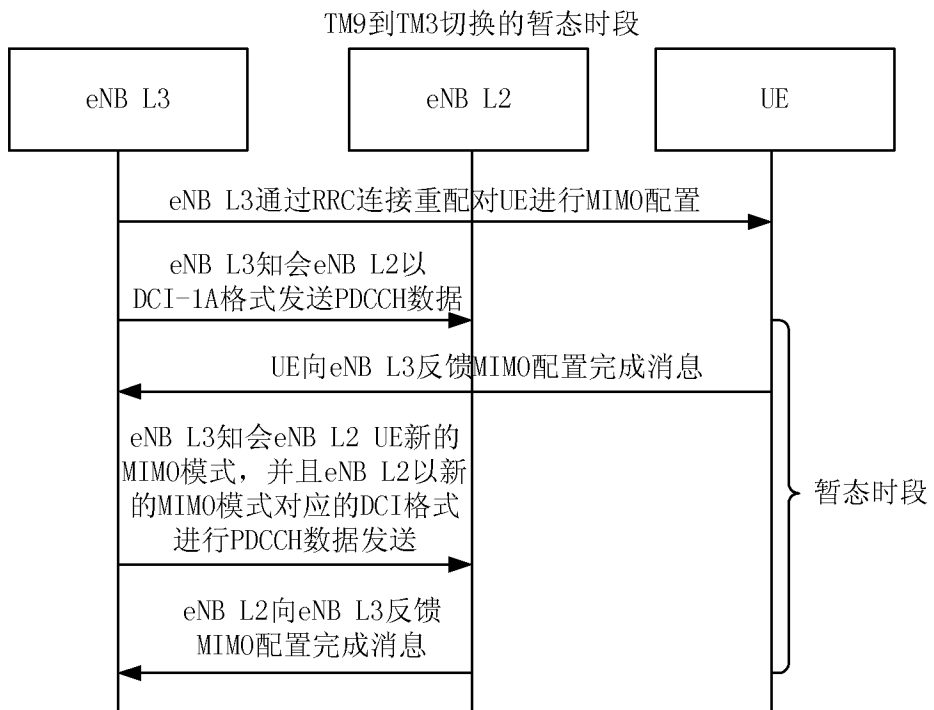 TM9到TM3切换的暂态时段
eNB L3
eNB L2
UE
eNB L3通过RRC连接重配对UE进行MIMO配置
eNB L3知会eNB L2以
DCI-1A格式发送PDCCH数据
UE向eNB L3反馈MIMO配置完成消息
eNB L3知会eNB L2 UE新的
MIMO模式，并且eNB L2以新
的MIMO模式对应的DCI格式
进行PDCCH数据发送
暂态时段
eNB L2向eNB L3反馈
MIMO配置完成消息